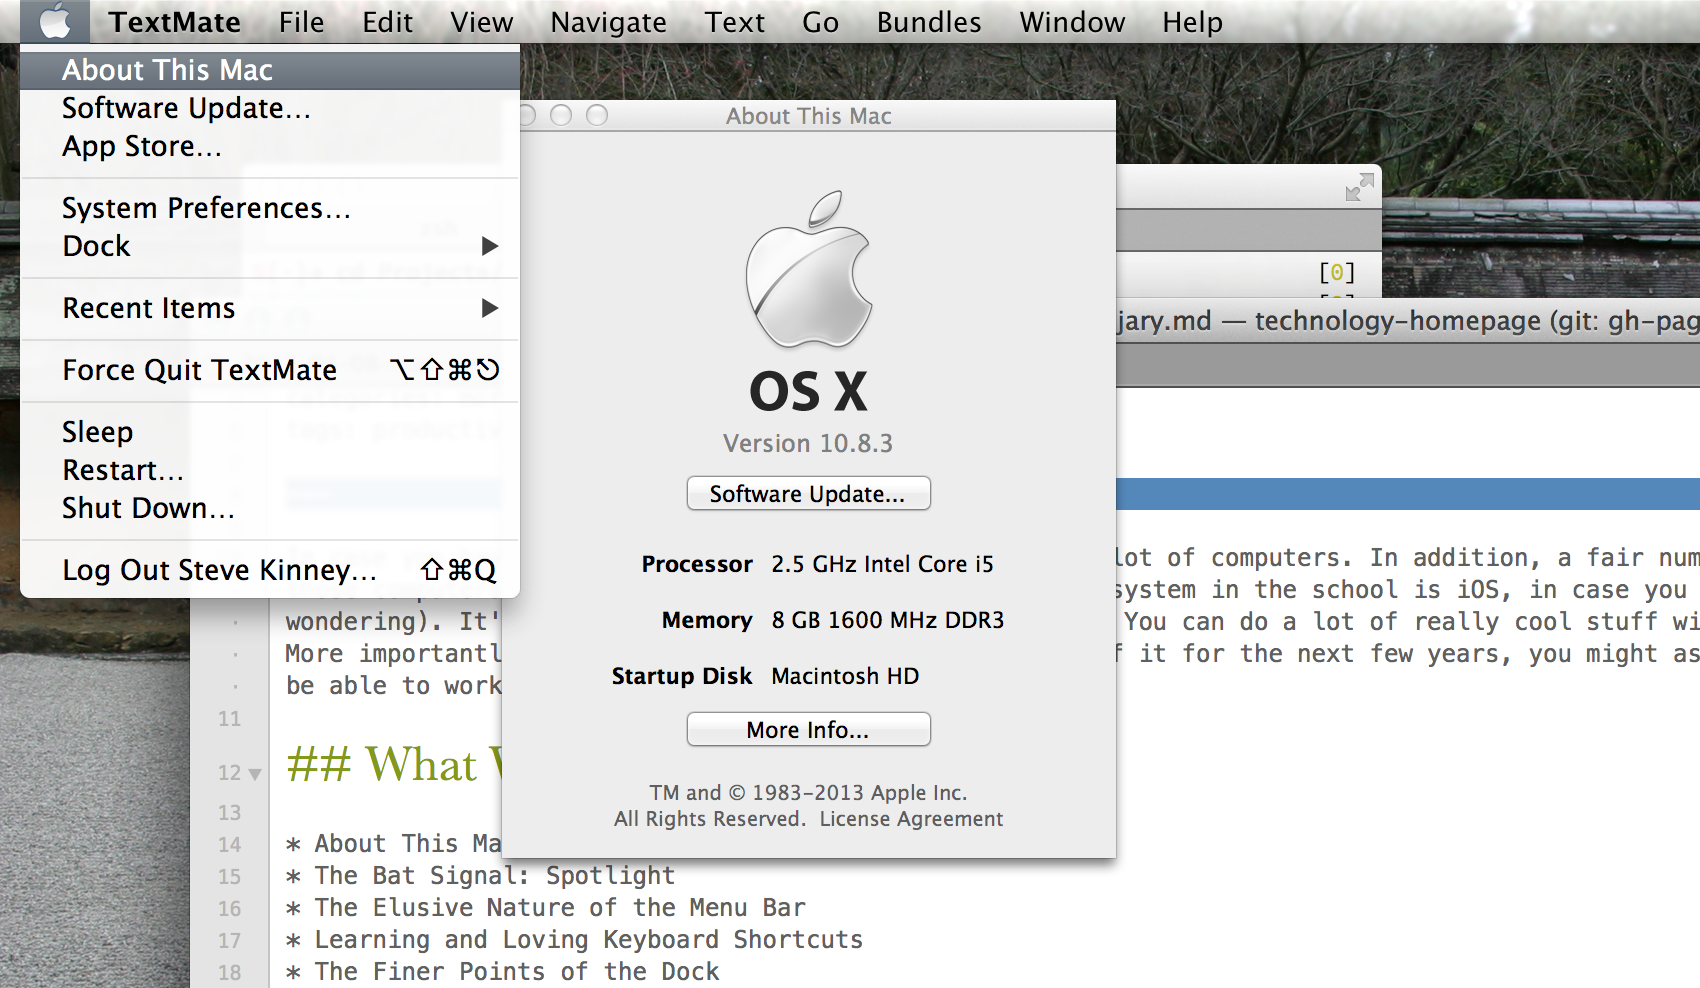 TextMate File Edit View Navigate Text Go Bundles Window Help
About This Mac
Software Update...
App Store...
System Preferences...
Dock
Recent Items
Force Quit TextMate ⌥⇧⌘⎋
Sleep
Restart...
Shut Down...
Log Out Steve Kinney... ⇧⌘Q
About This Mac
OS X
Version 10.8.3
Software Update...
Processor 2.5 GHz Intel Core i5
Memory 8 GB 1600 MHz DDR3
Startup Disk Macintosh HD
More Info...
TM and © 1983-2013 Apple Inc.
All Rights Reserved. License Agreement
[0]
jary.md — technology-homepage (git: gh-pag
lot of computers. In addition, a fair num
system in the school is iOS, in case you
wondering). It' You can do a lot of really cool stuff wi
More importantl f it for the next few years, you might as
be able to work
11
12 ## What
13
14 * About This Ma
15 * The Bat Signal: Spotlight
16 * The Elusive Nature of the Menu Bar
17 * Learning and Loving Keyboard Shortcuts
18 * The Finer Points of the Dock